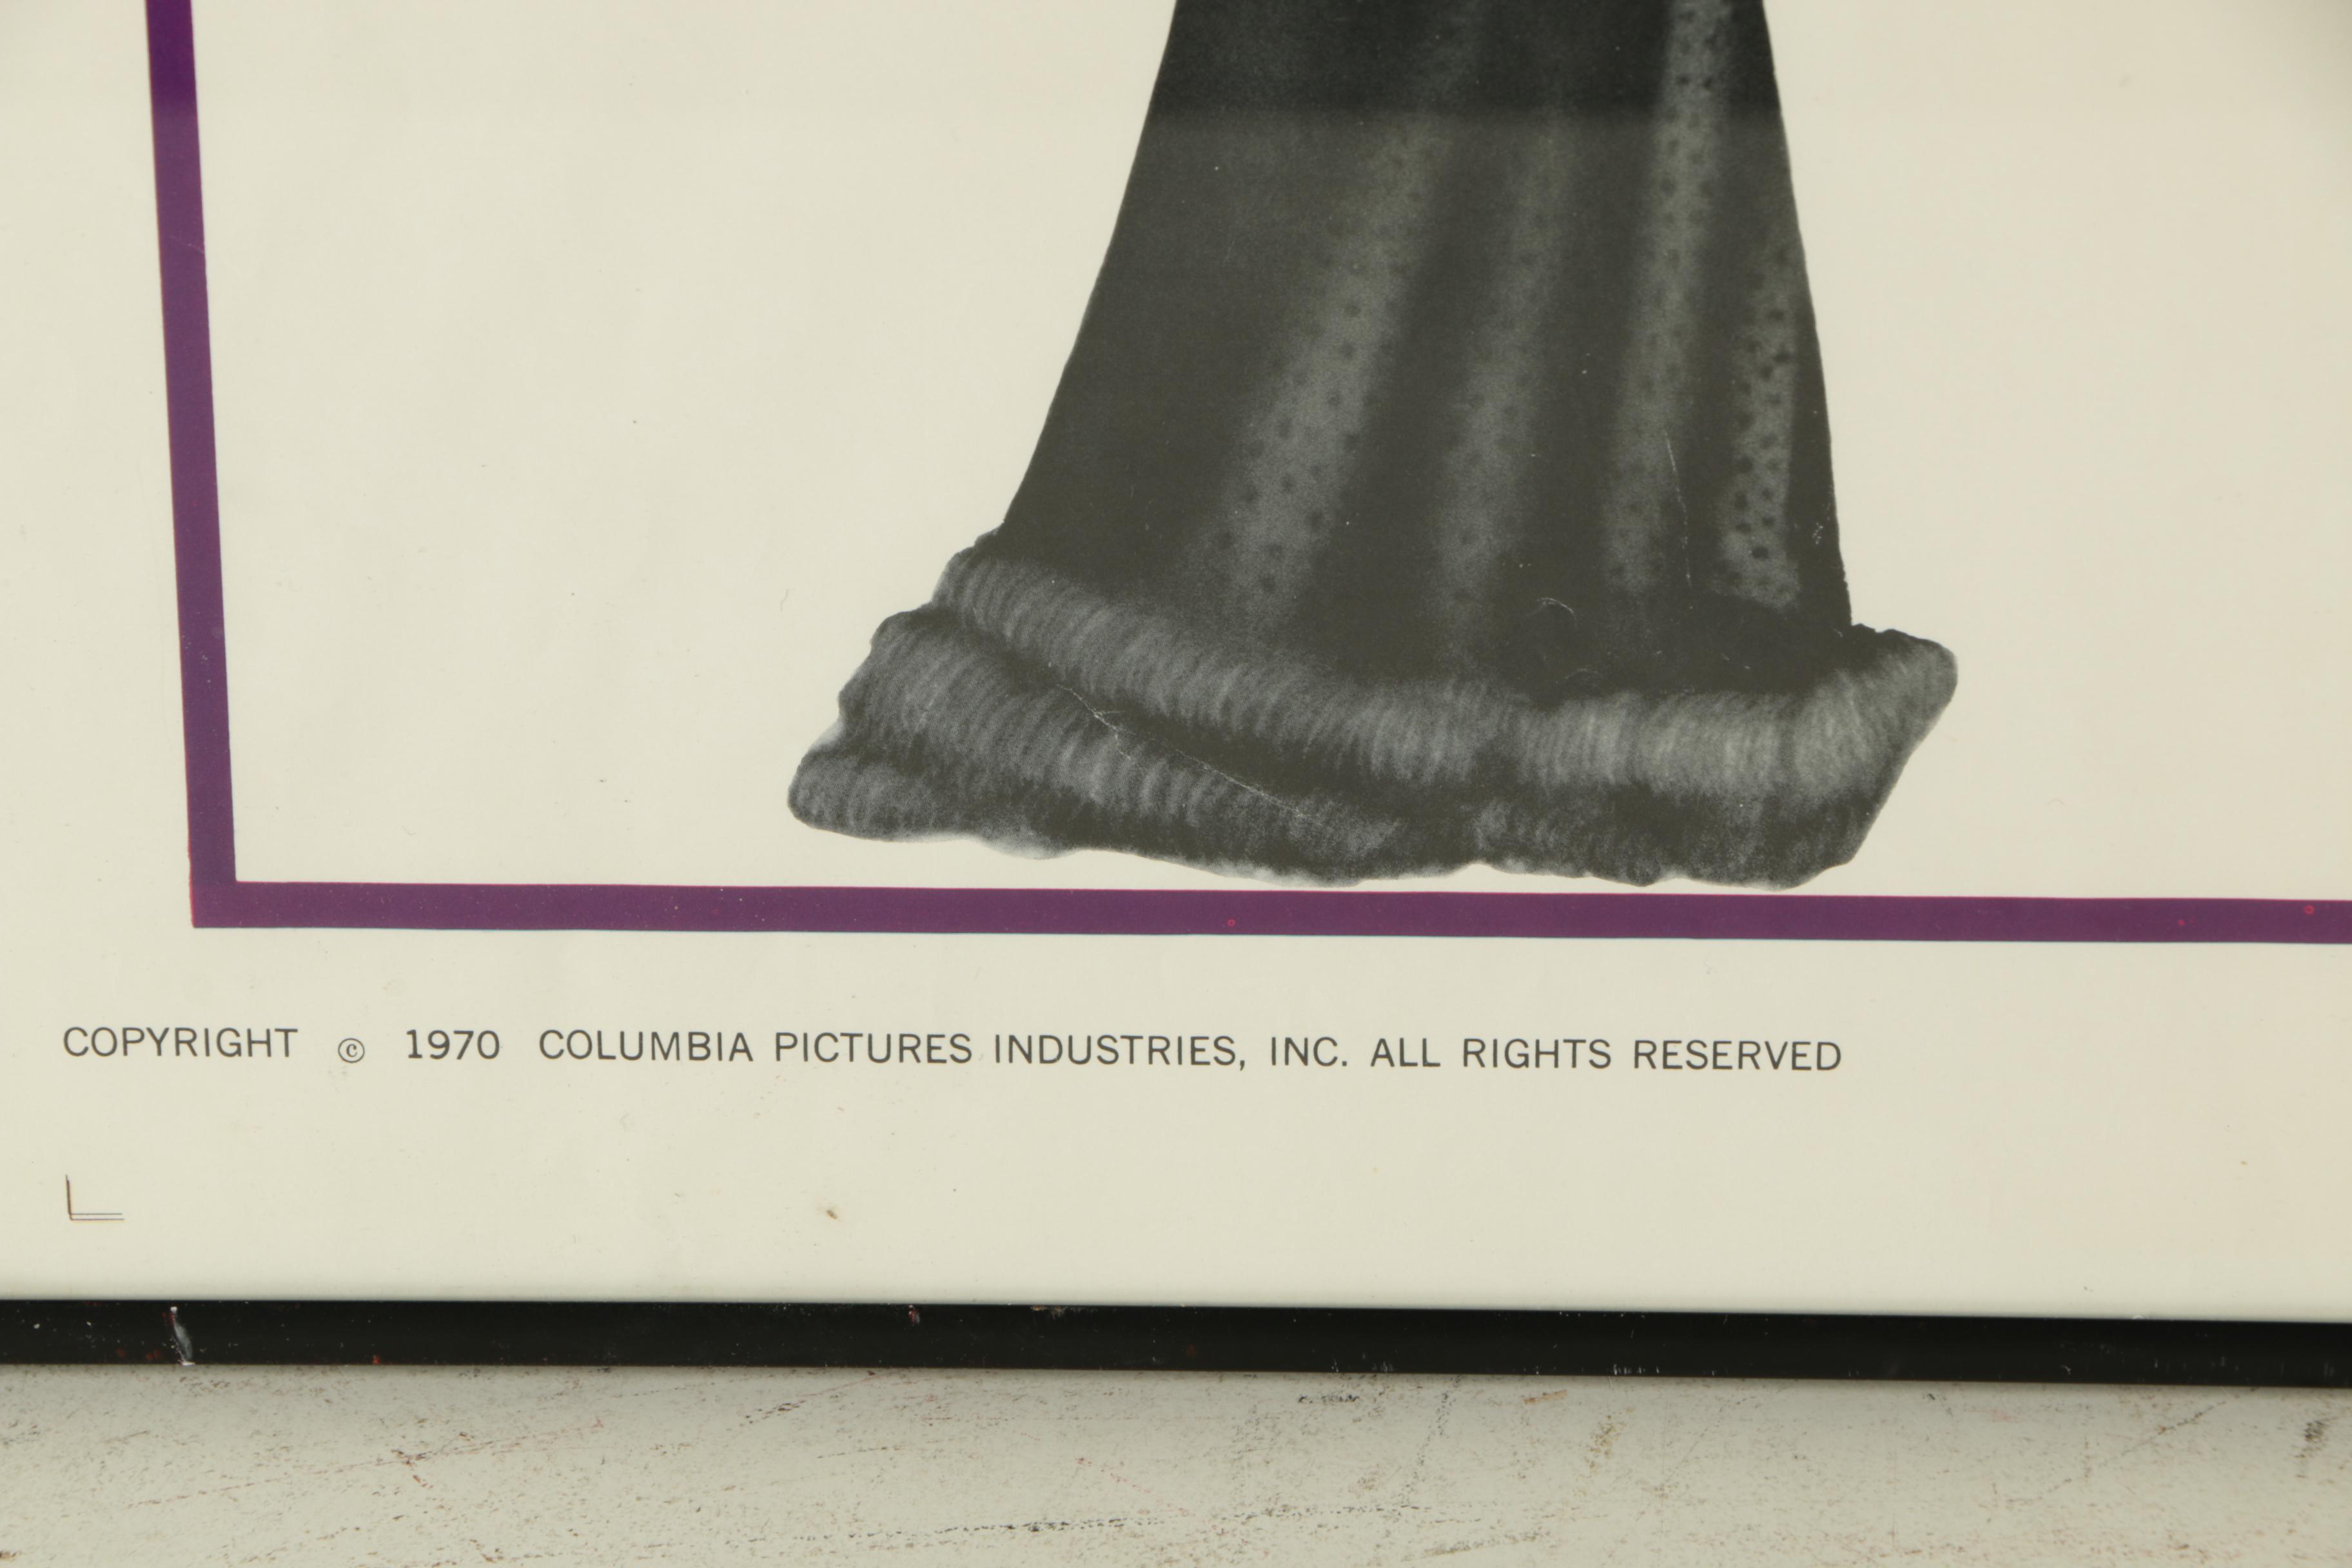 COPYRIGHT © 1970 COLUMBIA PICTURES INDUSTRIES, INC. ALL RIGHTS RESERVED